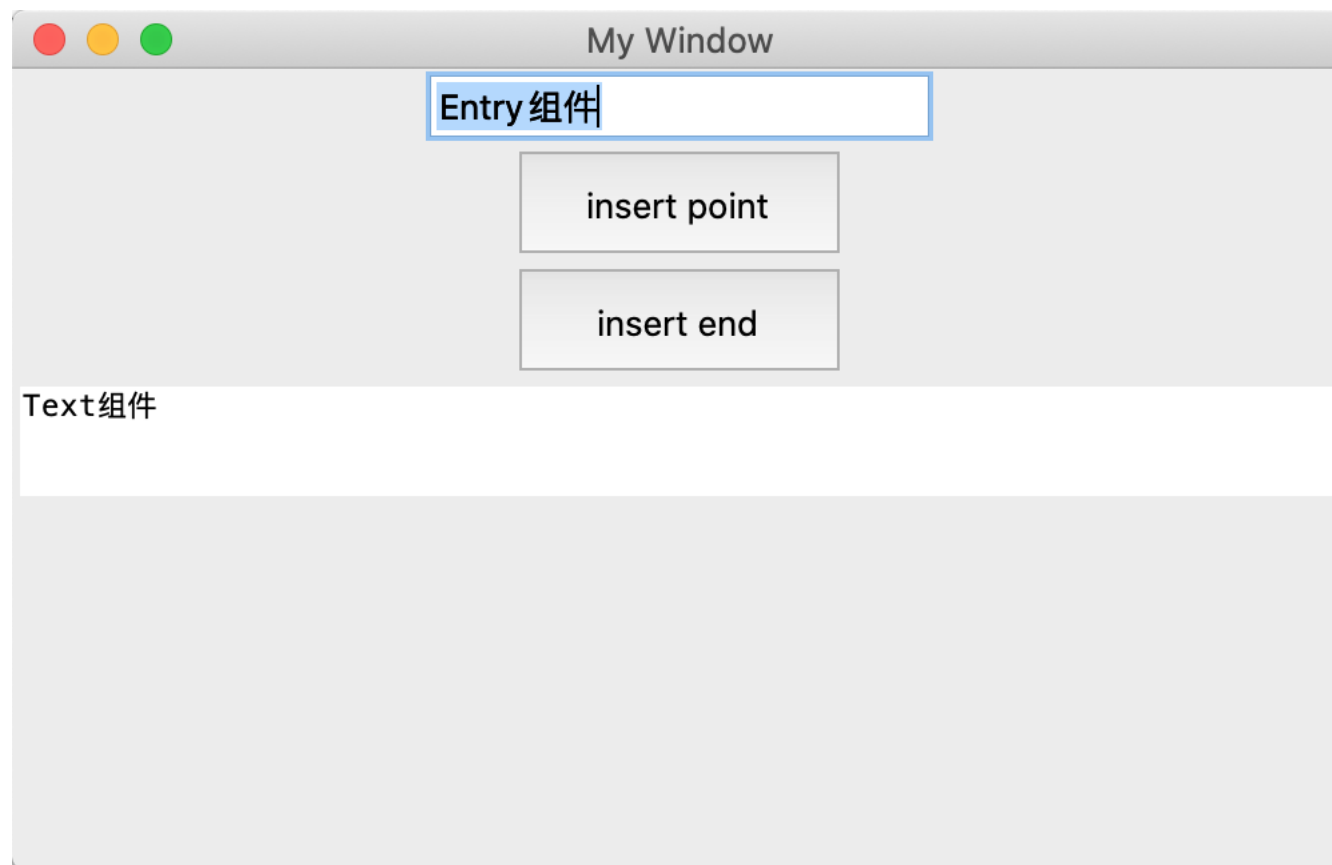 My Window
Entry组件
insert point
insert end
Text组件